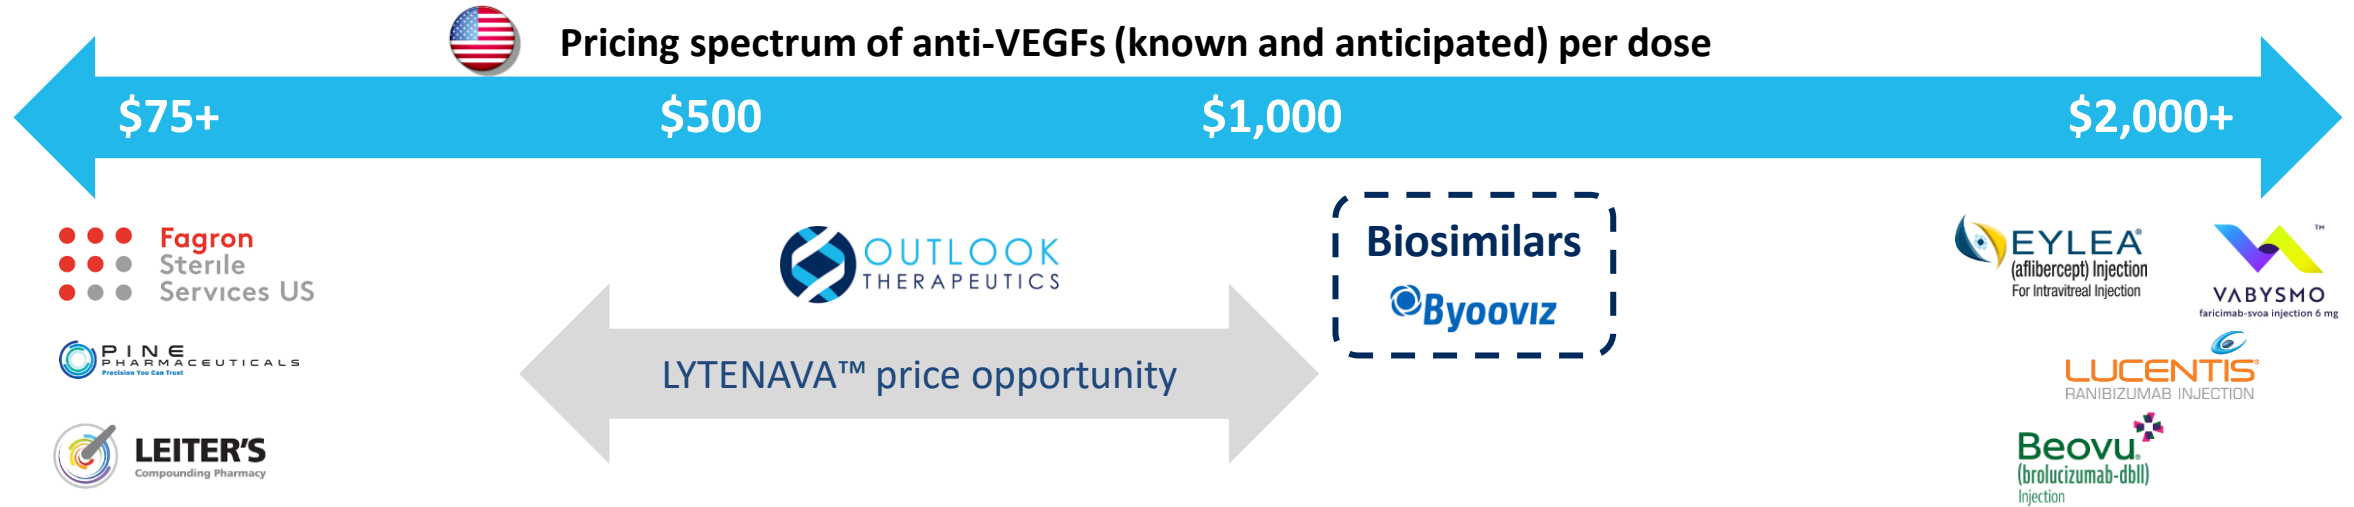 Pricing spectrum of anti-VEGFs (known and anticipated) per dose
$75+ $500 $1,000 $2,000+
Fagron
Sterile
Services US
PINE
PHARMACEUTICALS
Precision You Can Trust
LEITER'S
Compounding Pharmacy
OUTLOOK
THERAPEUTICS
LYTENAVA™ price opportunity
Biosimilars
Byooviz
EYLEA®
(aflibercept) Injection
For Intravitreal Injection
VABYSMO™
faricimab-svoa injection 6 mg
LUCENTIS®
RANIBIZUMAB INJECTION
Beovu®
(brolucizumab-dbll)
Injection